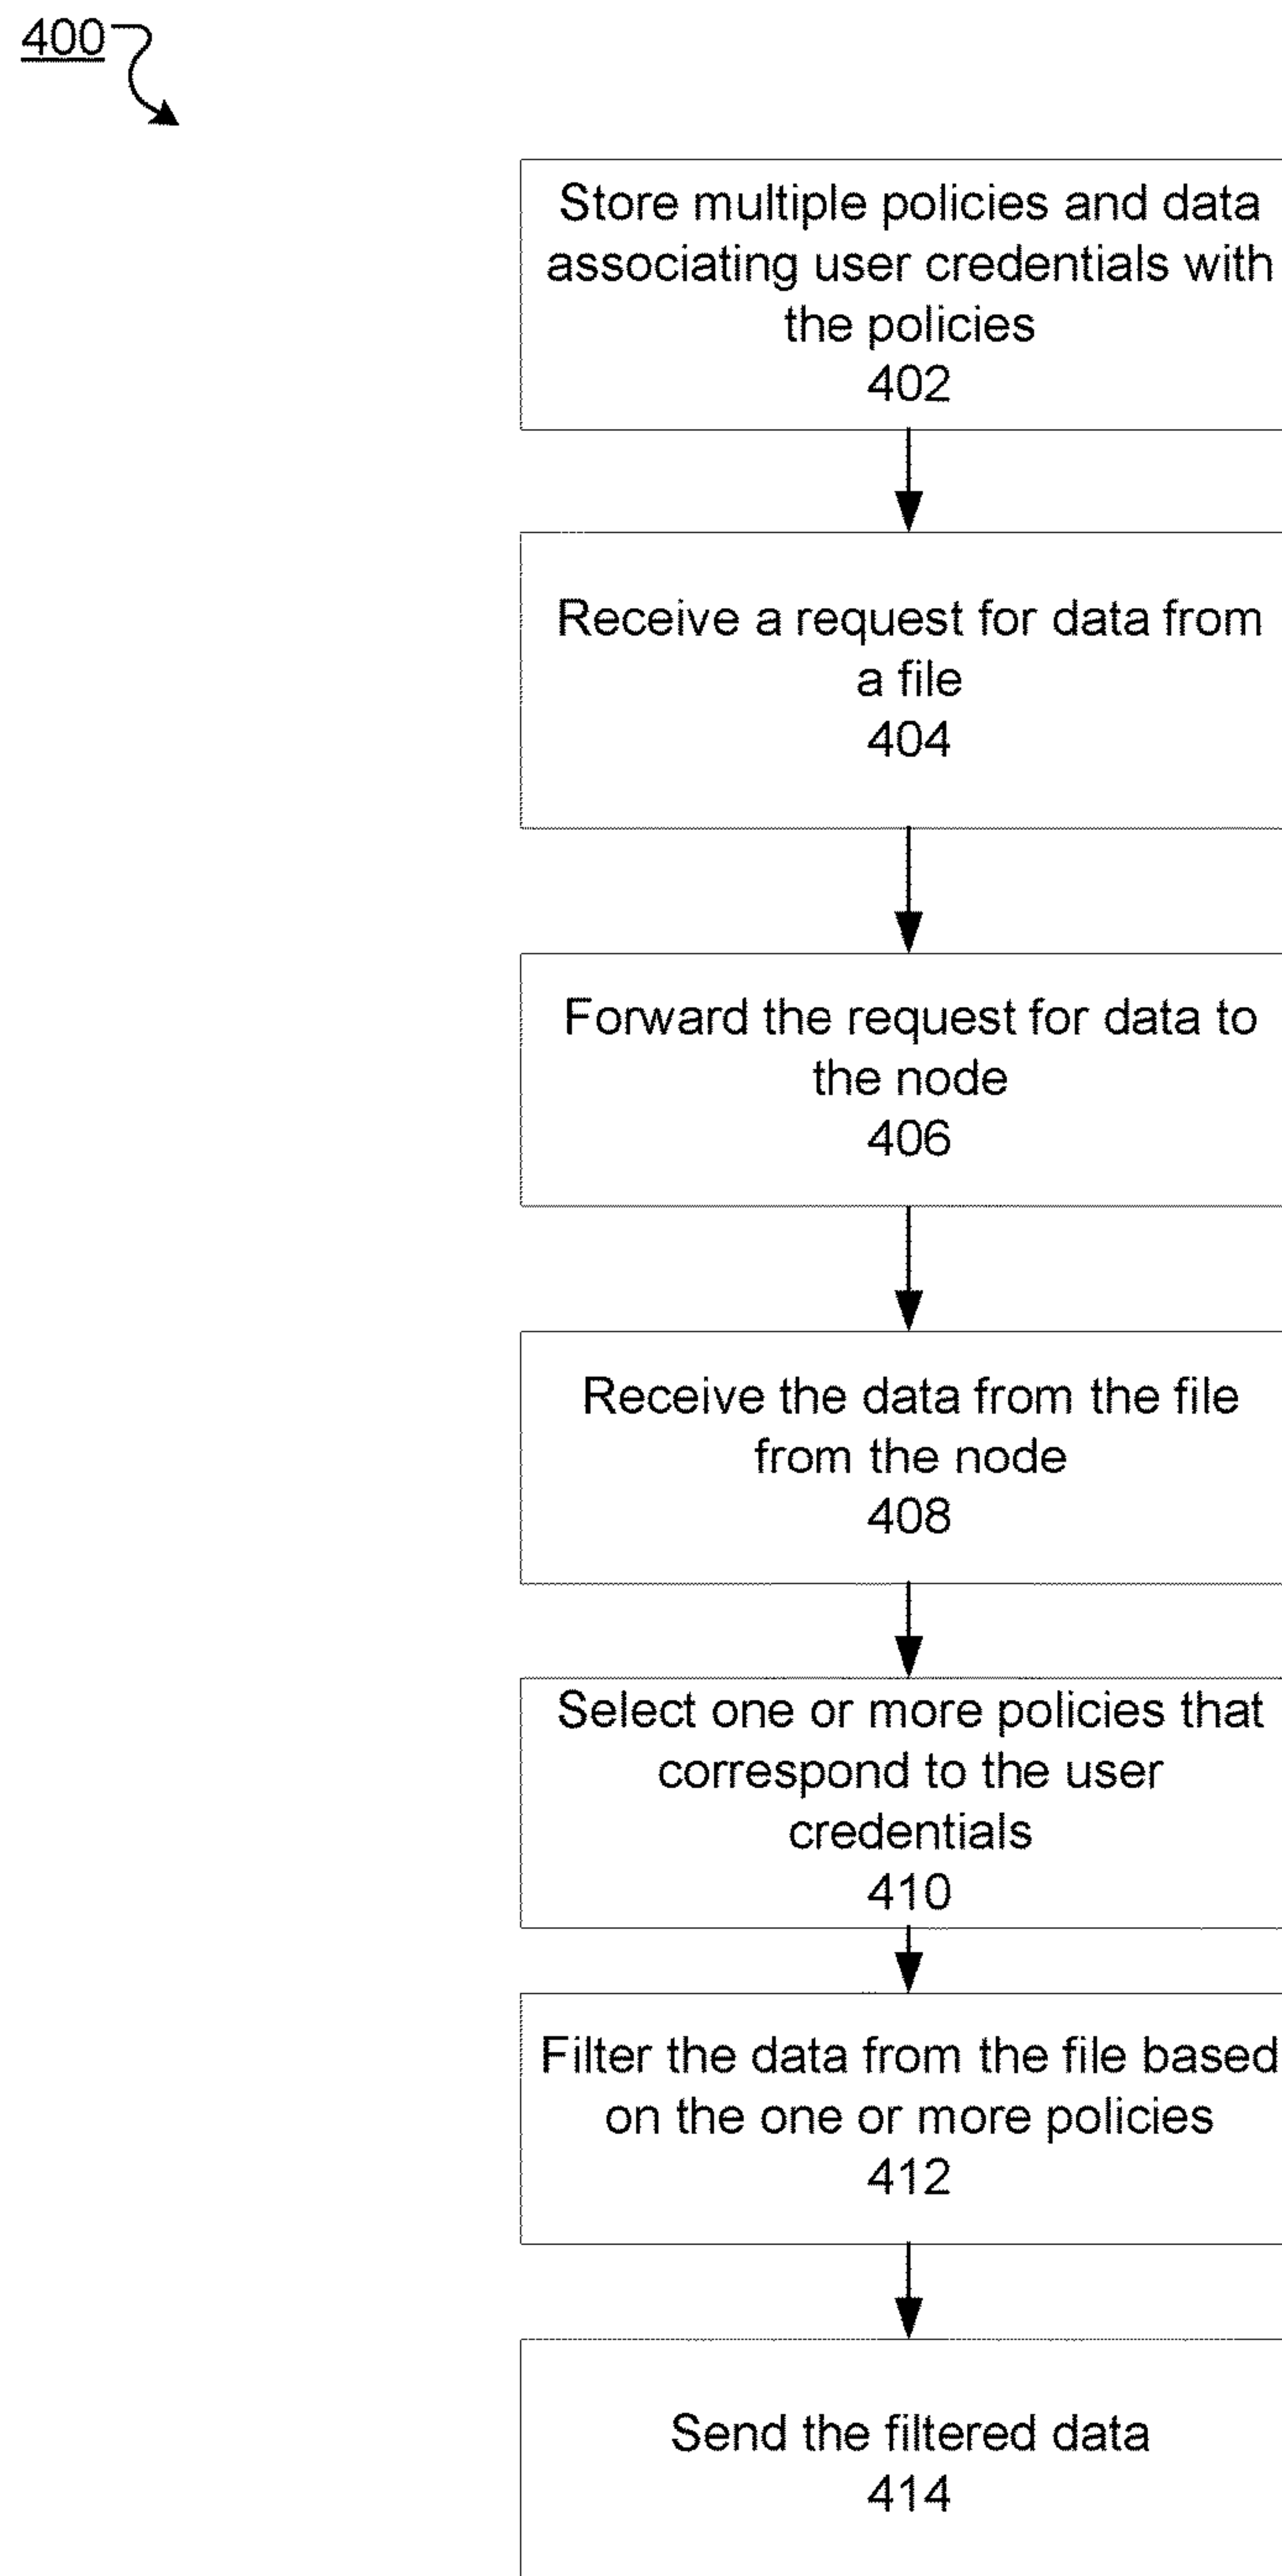 400
Store multiple policies and data
associating user credentials with
the policies
402
Receive a request for data from
a file
404
Forward the request for data to
the node
406
Receive the data from the file
from the node
408
Select one or more policies that
correspond to the user
credentials
410
Filter the data from the file based
on the one or more policies
412
Send the filtered data
414